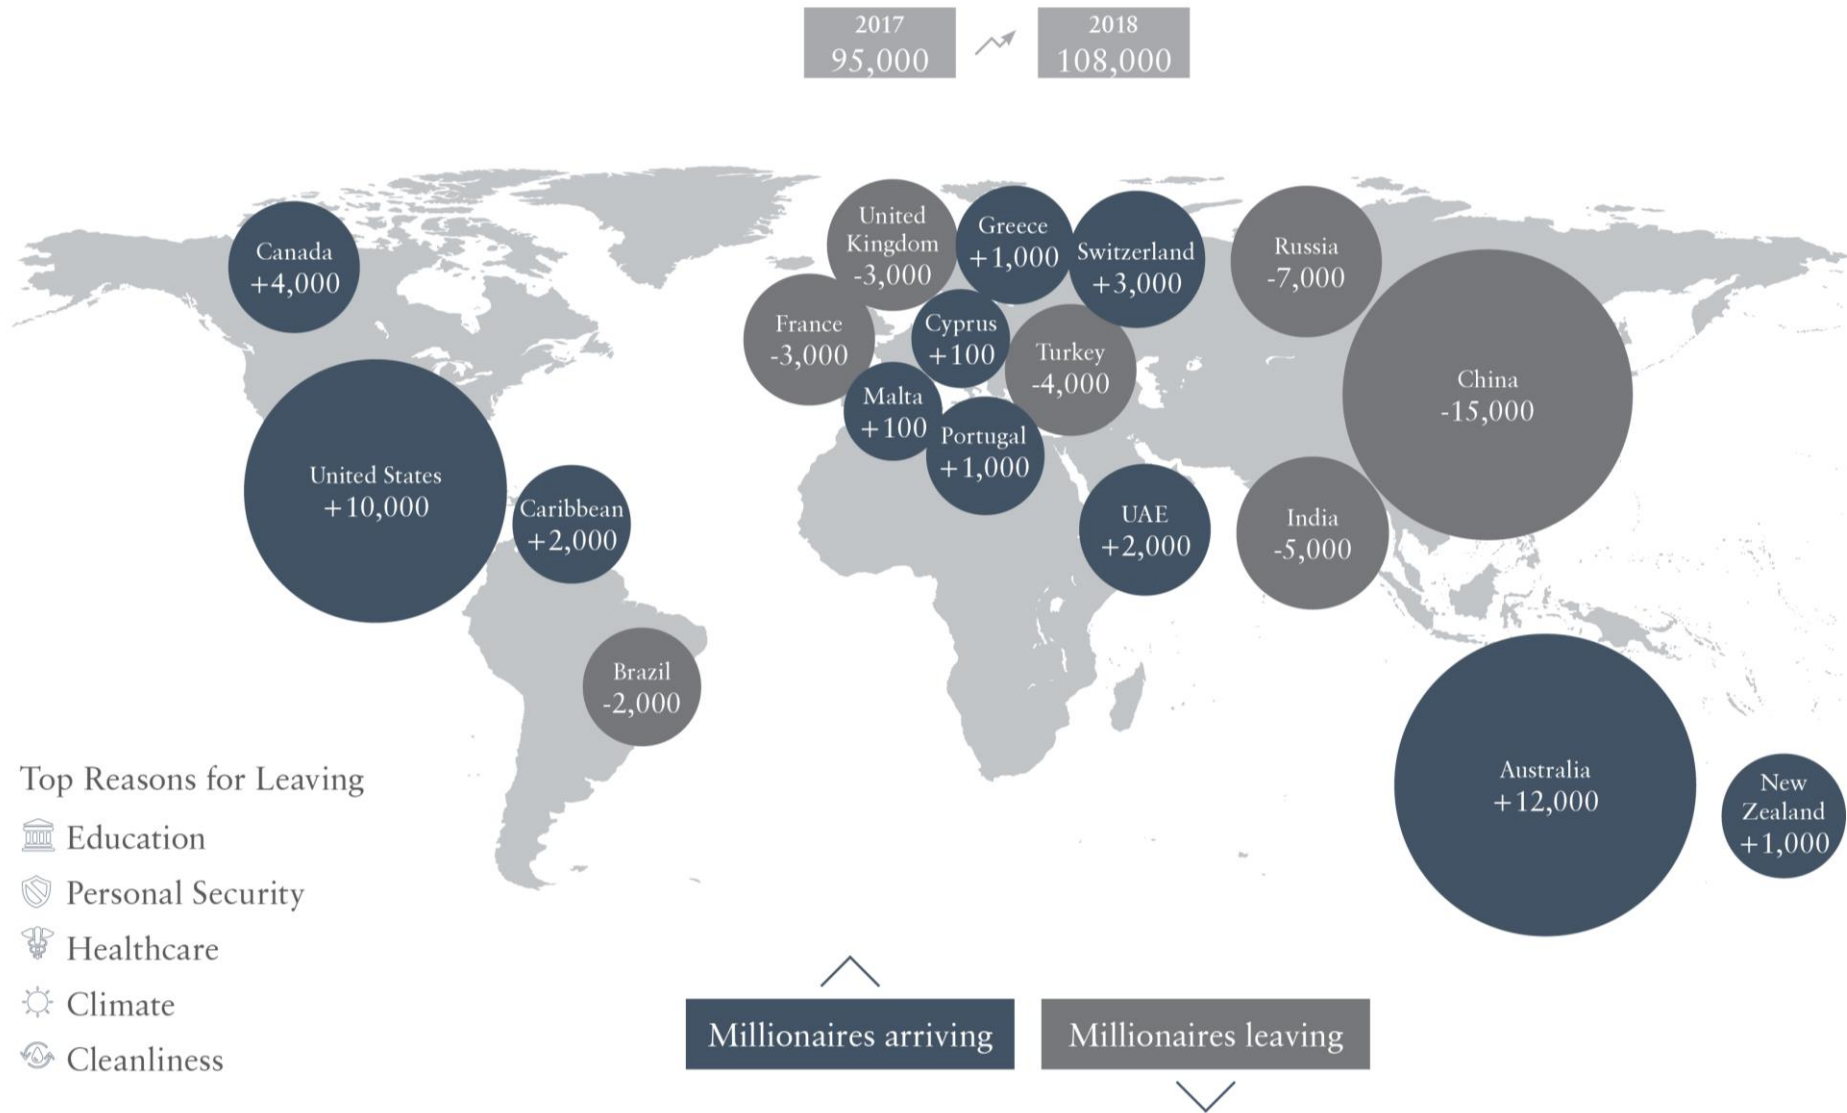 2017
95,000
2018
108,000
Canada
+4,000
United
Kingdom
-3,000
Greece
+1,000
Switzerland
+3,000
Russia
-7,000
France
-3,000
Cyprus
+100
Turkey
-4,000
China
-15,000
Malta
+100
Portugal
+1,000
United States
+10,000
Caribbean
+2,000
UAE
+2,000
India
-5,000
Brazil
-2,000
Australia
+12,000
New
Zealand
+1,000
Top Reasons for Leaving
Education
Personal Security
Healthcare
Climate
Cleanliness
Millionaires arriving
Millionaires leaving